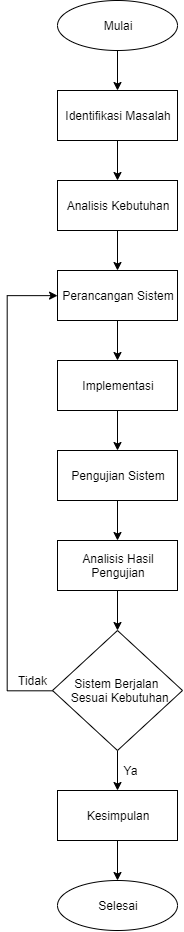 Mulai
Identifikasi Masalah
Analisis Kebutuhan
Perancangan Sistem
Implementasi
Pengujian Sistem
Analisis Hasil
Pengujian
Sistem Berjalan
Sesuai Kebutuhan
Tidak
Ya
Kesimpulan
Selesai